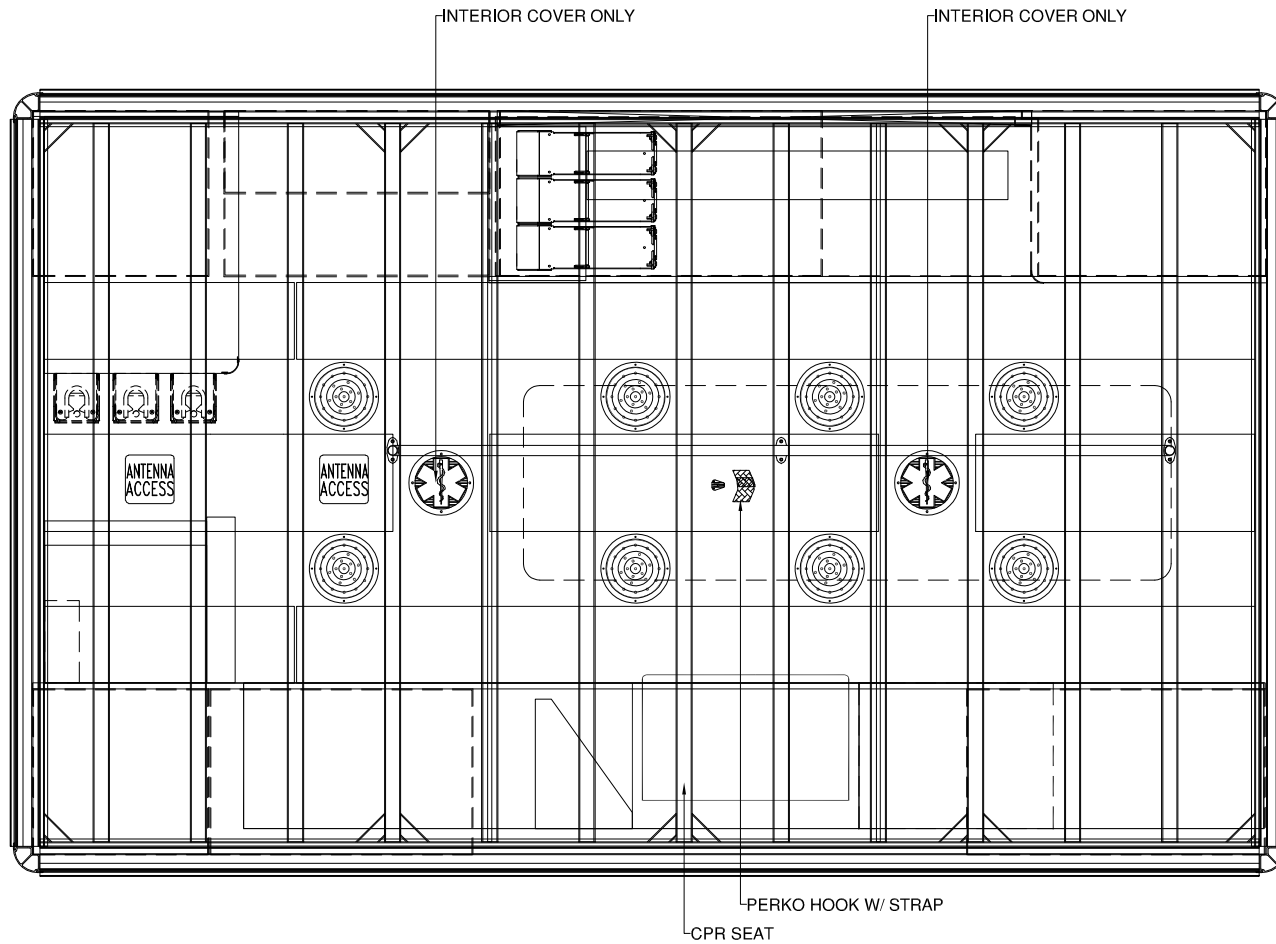 INTERIOR COVER ONLY
INTERIOR COVER ONLY
ANTENNA
ACCESS
ANTENNA
ACCESS
PERKO HOOK W/ STRAP
CPR SEAT